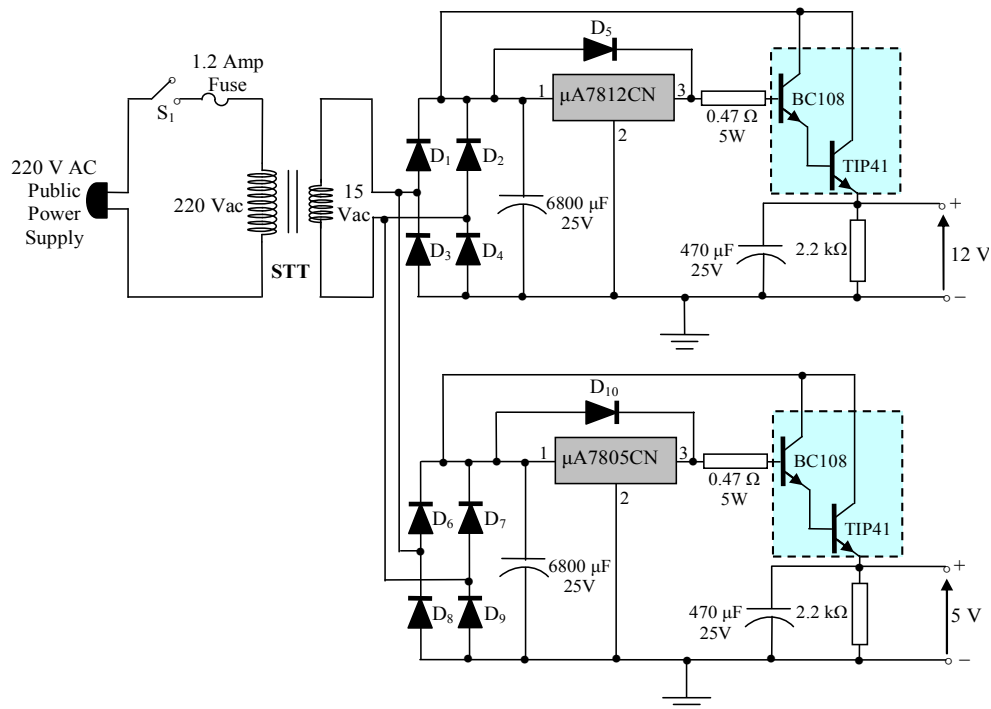 1.2 Amp
Fuse
S1
220 V AC
Public
Power
Supply
220 Vac
STT
15
Vac
D1
D2
D3
D4
D5
1
µA7812CN
3
2
6800 µF
25V
0.47 Ω
5W
BC108
TIP41
470 µF
25V
2.2 kΩ
+
12 V
−
D6
D7
D8
D9
D10
1
µA7805CN
3
2
6800 µF
25V
0.47 Ω
5W
BC108
TIP41
470 µF
25V
2.2 kΩ
+
5 V
−